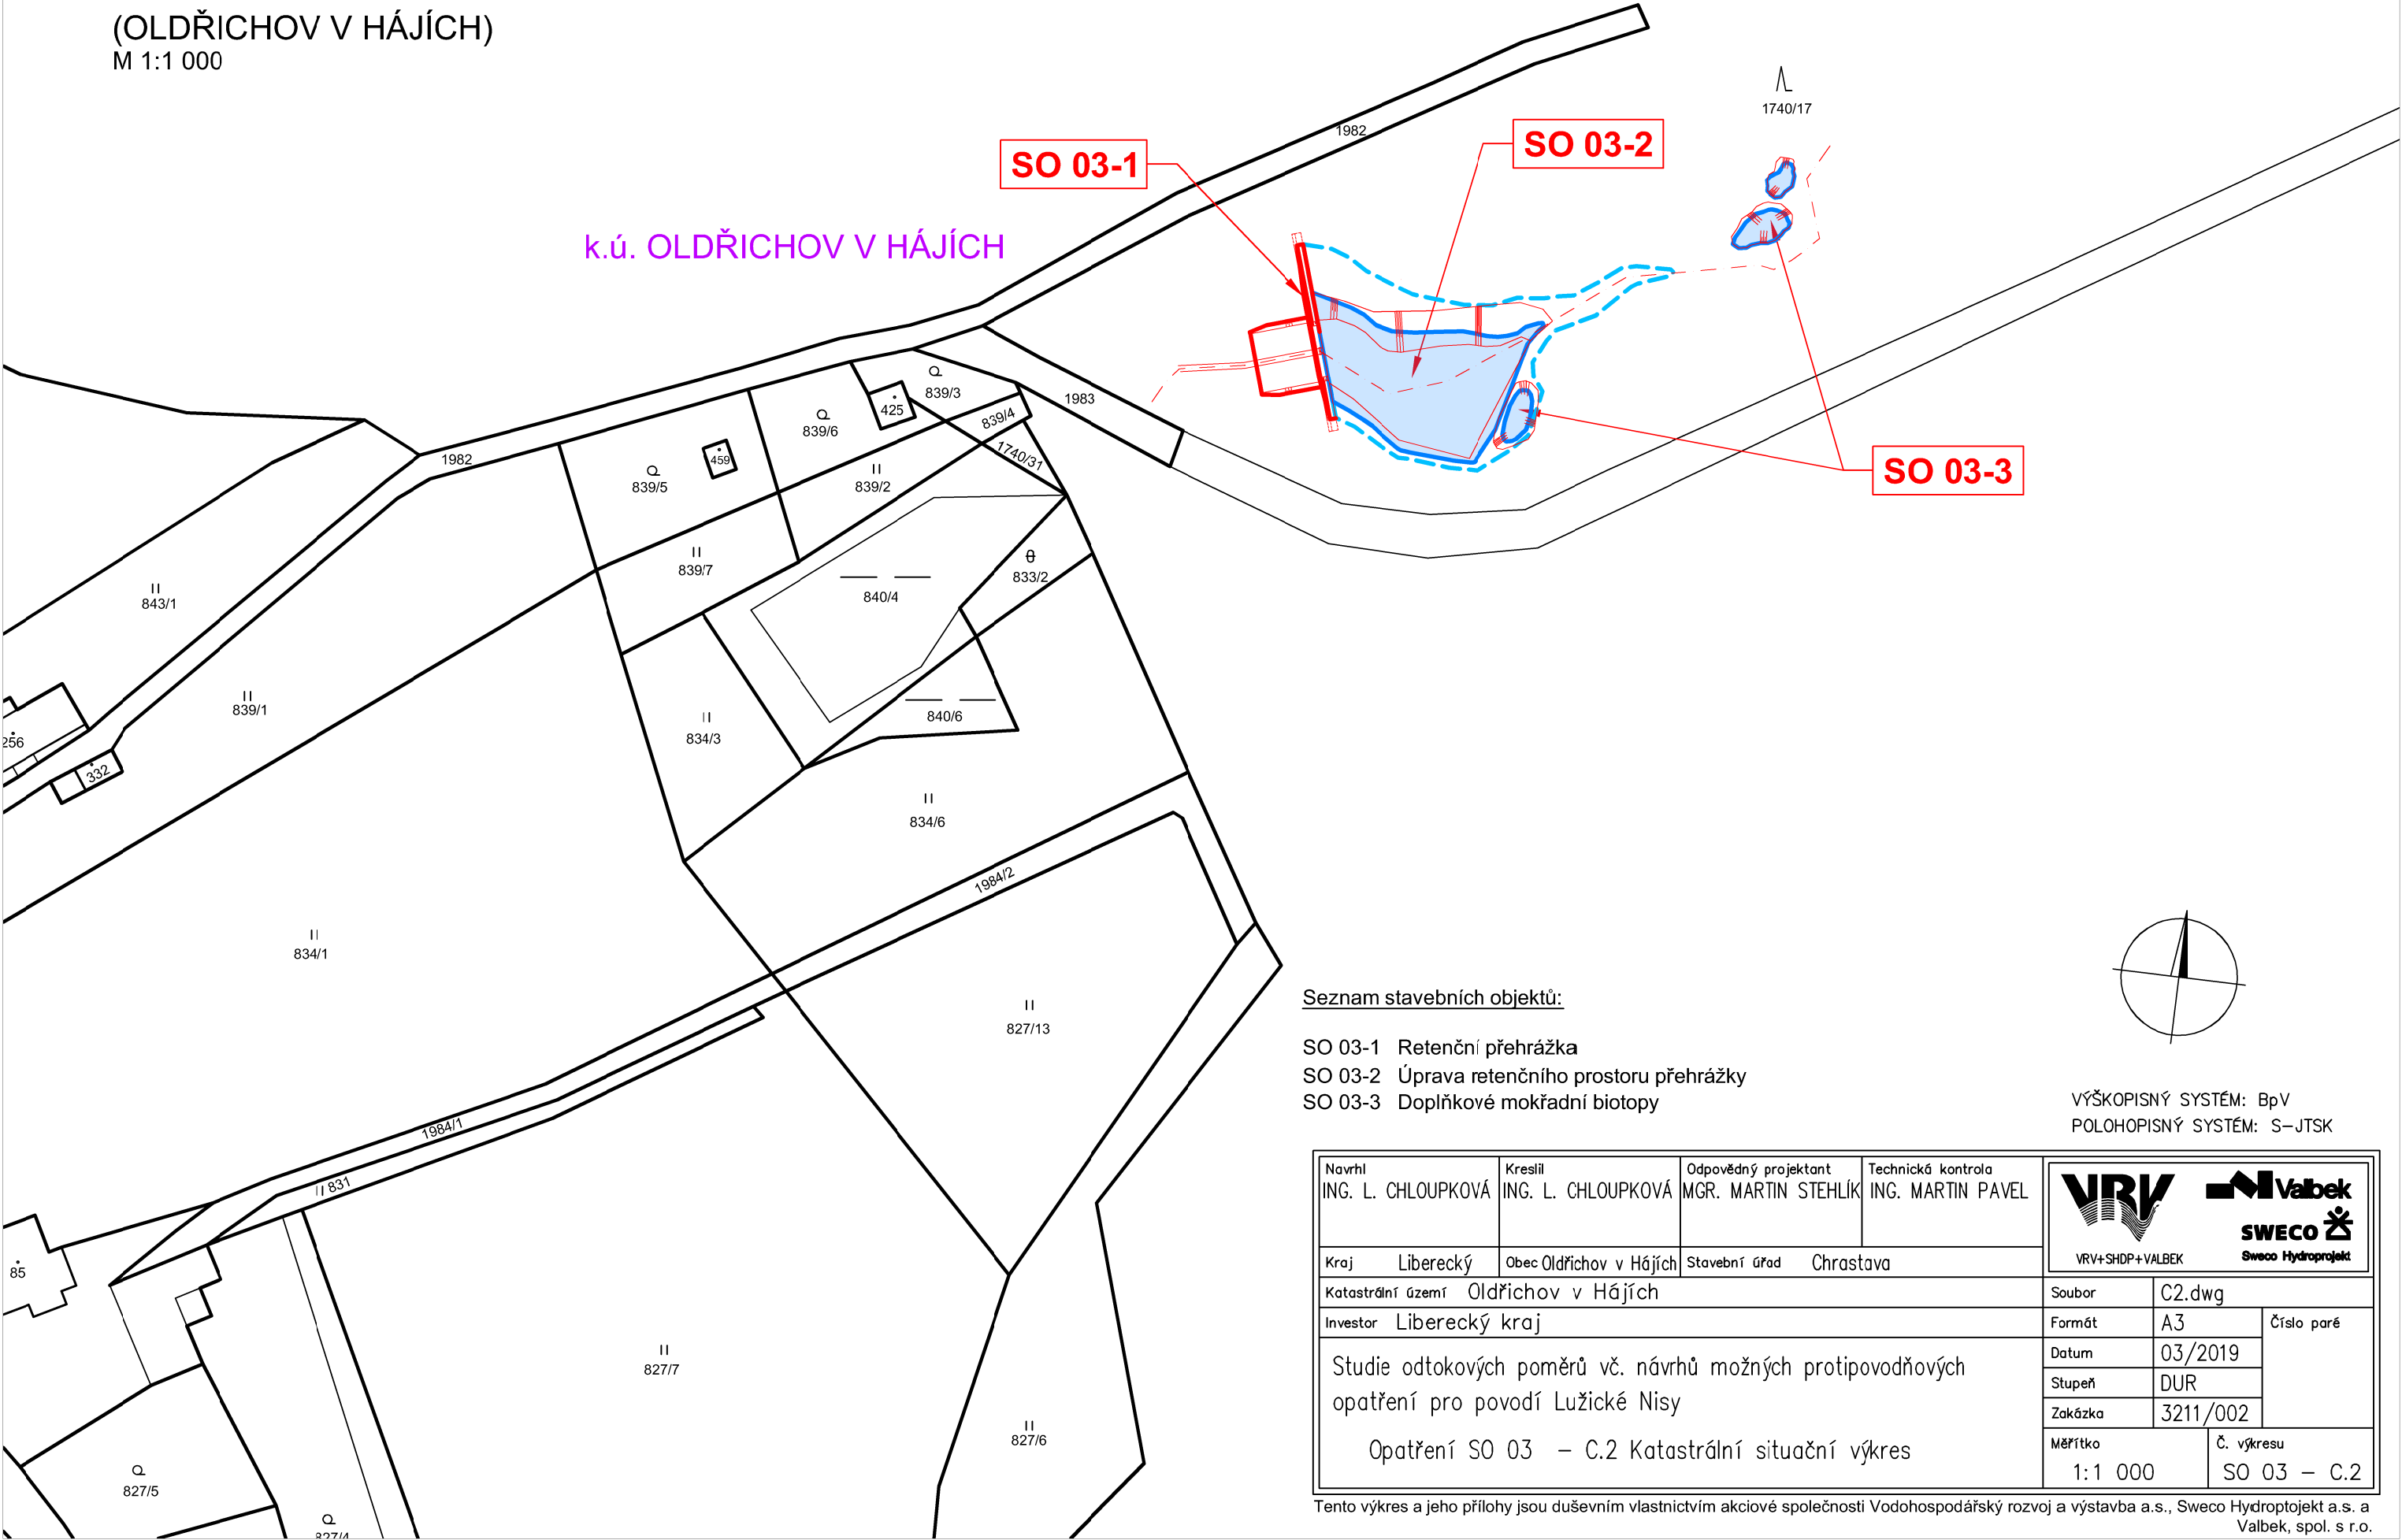 (OLDŘICHOV V HÁJÍCH)
M 1:1 000
1740/17
1982
SO 03-1
SO 03-2
k.ú. OLDŘICHOV V HÁJÍCH
839/3
425
1983
839/4
839/6
1982
459
1740/31
SO 03-3
839/5
839/2
839/7
833/2
840/4
843/1
839/1
840/6
834/3
256
332
834/6
1984/2
834/1
827/13
Seznam stavebních objektů:
SO 03-1 Retenční přehrážka
SO 03-2 Úprava retenčního prostoru přehrážky
SO 03-3 Doplňkové mokřadní biotopy
VÝŠKOPISNÝ SYSTÉM: BpV
POLOHOPISNÝ SYSTÉM: S-JTSK
1984/1
831
85
827/7
827/6
827/5
827/4
Navrhl
ING. L. CHLOUPKOVÁ
Kreslil
ING. L. CHLOUPKOVÁ
Odpovědný projektant
MGR. MARTIN STEHLÍK
Technická kontrola
ING. MARTIN PAVEL
VRV
VRV+SHDP+VALBEK
Valbek
SWECO
Sweco Hydroprojekt
Kraj Liberecký
Obec Oldřichov v Hájích
Stavební úřad Chrastava
Katastrální území Oldřichov v Hájích
Investor Liberecký kraj
Studie odtokových poměrů vč. návrhů možných protipovodňových
opatření pro povodí Lužické Nisy
Opatření SO 03 - C.2 Katastrální situační výkres
Soubor C2.dwg
Formát A3
Číslo paré
Datum 03/2019
Stupeň DUR
Zakázka 3211/002
Měřítko
1:1 000
Č. výkresu
SO 03 - C.2
Tento výkres a jeho přílohy jsou duševním vlastnictvím akciové společnosti Vodohospodářský rozvoj a výstavba a.s., Sweco Hydroptojekt a.s. a
Valbek, spol. s r.o.